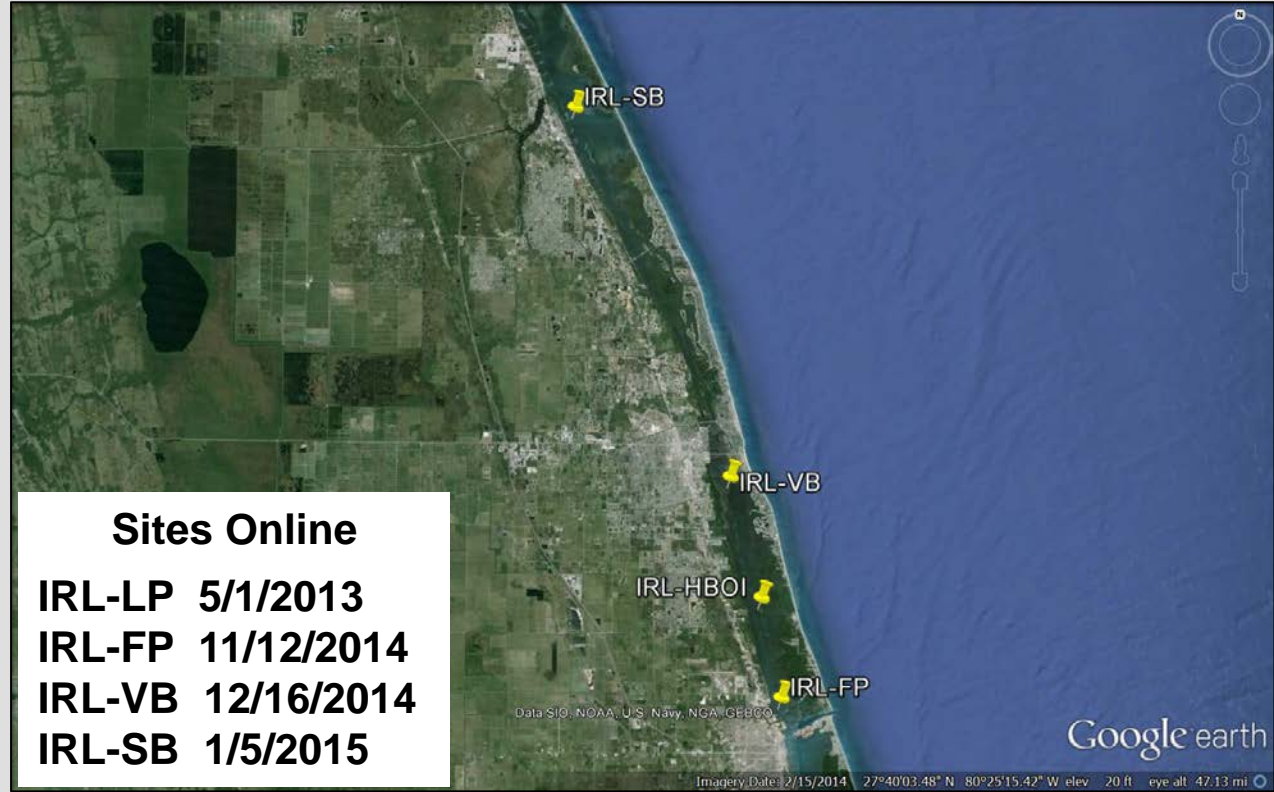 IRL-SB
IRL-VB
IRL-HBOI
IRL-FP
Sites Online
IRL-LP 5/1/2013
IRL-FP 11/12/2014
IRL-VB 12/16/2014
IRL-SB 1/5/2015
N
Data SIO, NOAA, U.S. Navy, NGA, GEBCO
Google earth
Imagery Date: 2/15/2014 27°40'03.48" N 80°25'15.42" W elev 20 ft eye alt 47.13 mi